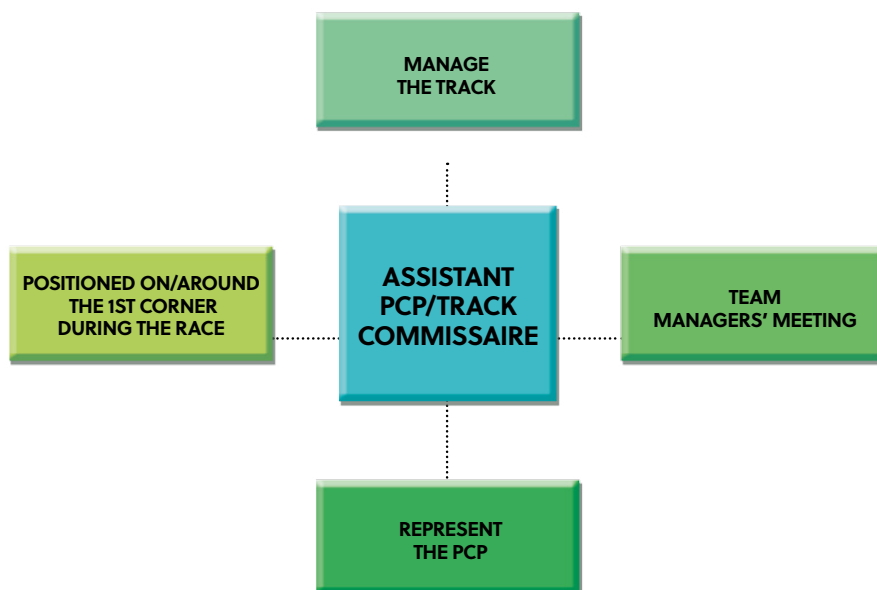 MANAGE
THE TRACK
POSITIONED ON/AROUND
THE 1ST CORNER
DURING THE RACE
ASSISTANT
PCP/TRACK
COMMISSAIRE
TEAM
MANAGERS’ MEETING
REPRESENT
THE PCP